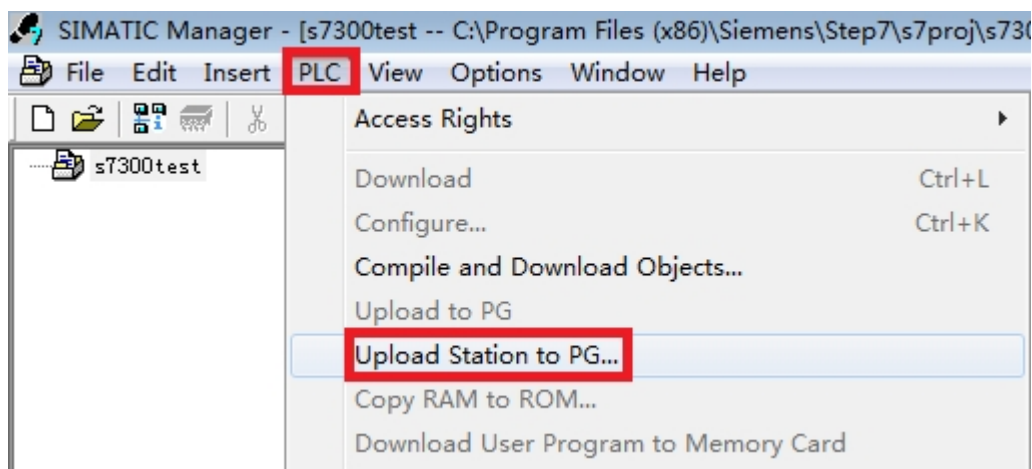 SIMATIC Manager - [s7300test -- C:\Program Files (x86)\Siemens\Step7\s7proj\s730
File Edit Insert PLC View Options Window Help
Access Rights
s7300test
Download Ctrl+L
Configure... Ctrl+K
Compile and Download Objects...
Upload to PG
Upload Station to PG...
Copy RAM to ROM...
Download User Program to Memory Card